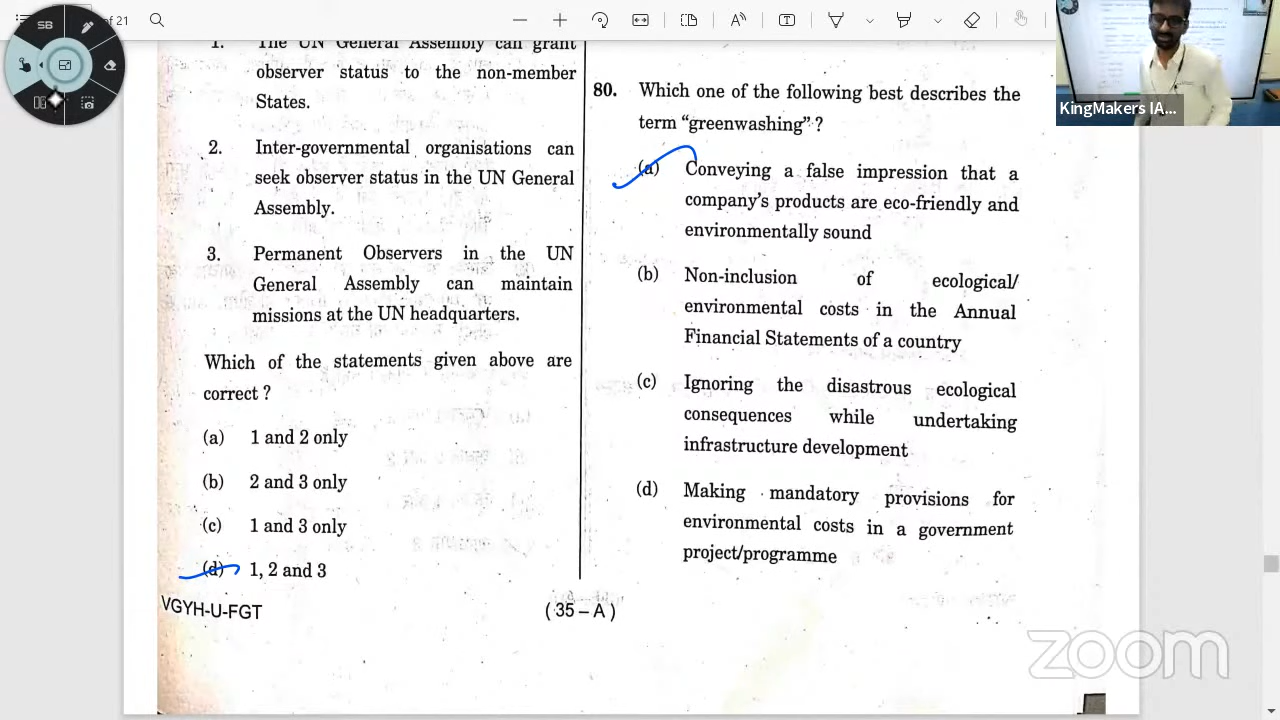 SB
of 21
1. The UN General Assembly can grant
observer status to the non-member
States.
2. Inter-governmental organisations can
seek observer status in the UN General
Assembly.
3. Permanent Observers in the UN
General Assembly can maintain
missions at the UN headquarters.
Which of the statements given above are
correct ?
(a) 1 and 2 only
(b) 2 and 3 only
(c) 1 and 3 only
(d) 1, 2 and 3
VGYH-U-FGT
( 35 – A )
80. Which one of the following best describes the
term “greenwashing” ?
(a) Conveying a false impression that a
company’s products are eco-friendly and
environmentally sound
(b) Non-inclusion of ecological/
environmental costs in the Annual
Financial Statements of a country
(c) Ignoring the disastrous ecological
consequences while undertaking
infrastructure development
(d) Making mandatory provisions for
environmental costs in a government
project/programme
KingMakers IA...
zoom